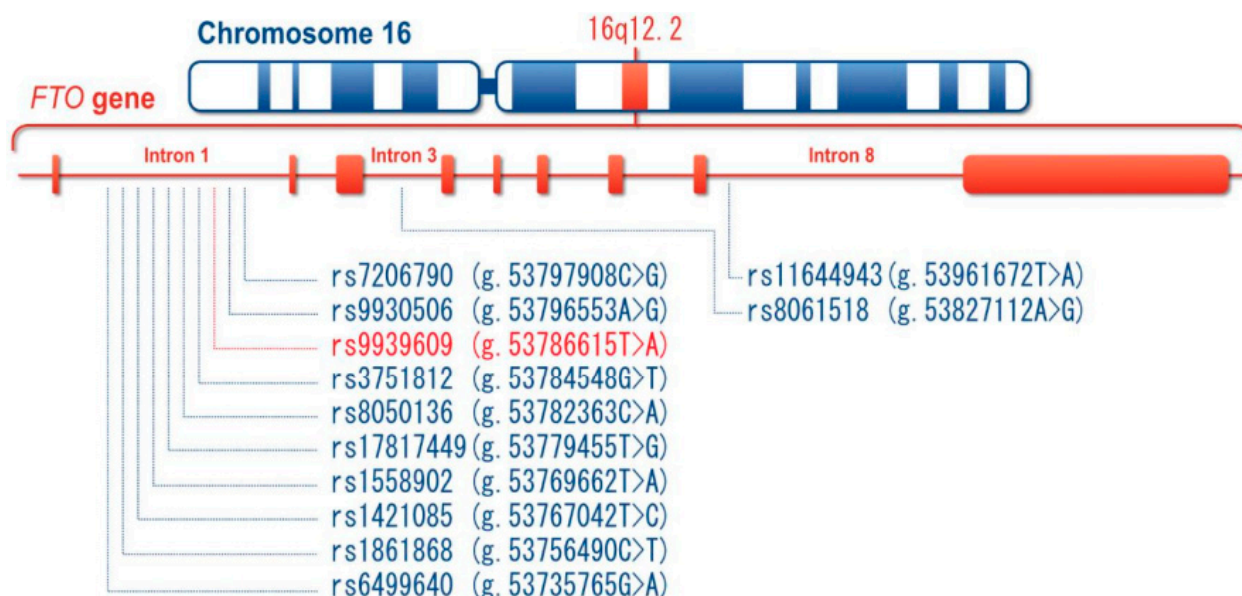 16q12.2
Chromosome 16
FTO gene
Intron 1
Intron 3
Intron 8
rs7206790 (g.53797908C>G)
rs9930506 (g.53796553A>G)
rs9939609 (g.53786615T>A)
rs3751812 (g.53784548G>T)
rs8050136 (g.53782363C>A)
rs17817449 (g.53779455T>G)
rs1558902 (g.53769662T>A)
rs1421085 (g.53767042T>C)
rs1861868 (g.53756490C>T)
rs6499640 (g.53735765G>A)
rs11644943 (g.53961672T>A)
rs8061518 (g.53827112A>G)